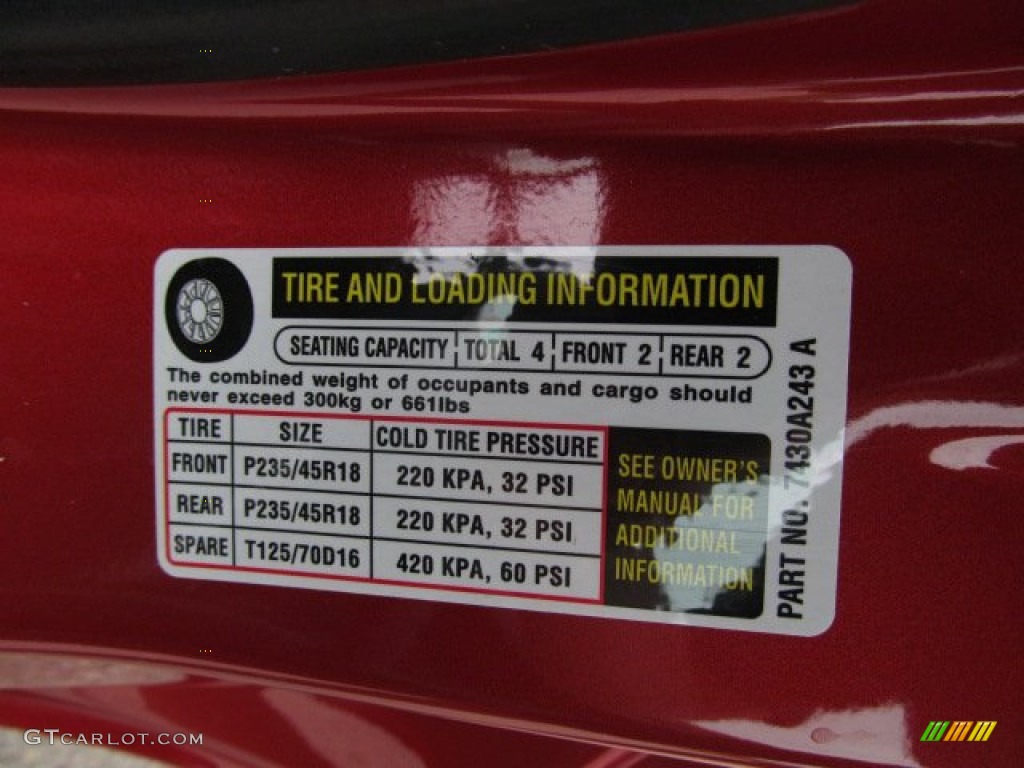 TIRE AND LOADING INFORMATION
SEATING CAPACITY TOTAL 4 FRONT 2 REAR 2
The combined weight of occupants and cargo should
never exceed 300kg or 661lbs
TIRE SIZE COLD TIRE PRESSURE
FRONT P235/45R18 220 KPA, 32 PSI
REAR P235/45R18 220 KPA, 32 PSI
SPARE T125/70D16 420 KPA, 60 PSI
SEE OWNER'S
MANUAL FOR
ADDITIONAL
INFORMATION
PART NO. 7430A243 A
GTCARLOT.COM